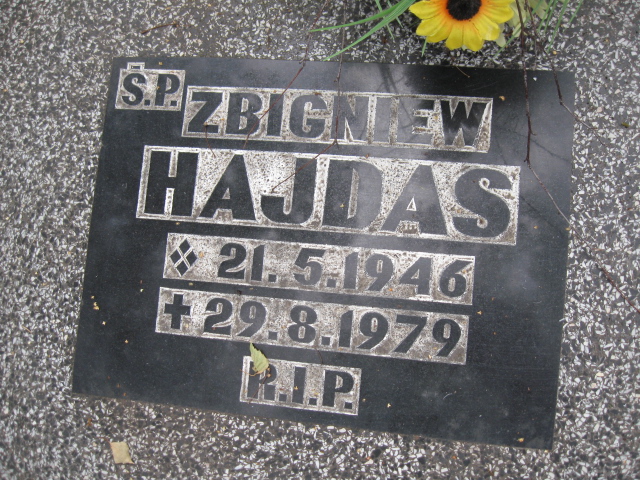 Ś.P. ZBIGNIEW
HAJDAS
21.5.1946
✝ 29.8.1979
R.I.P.